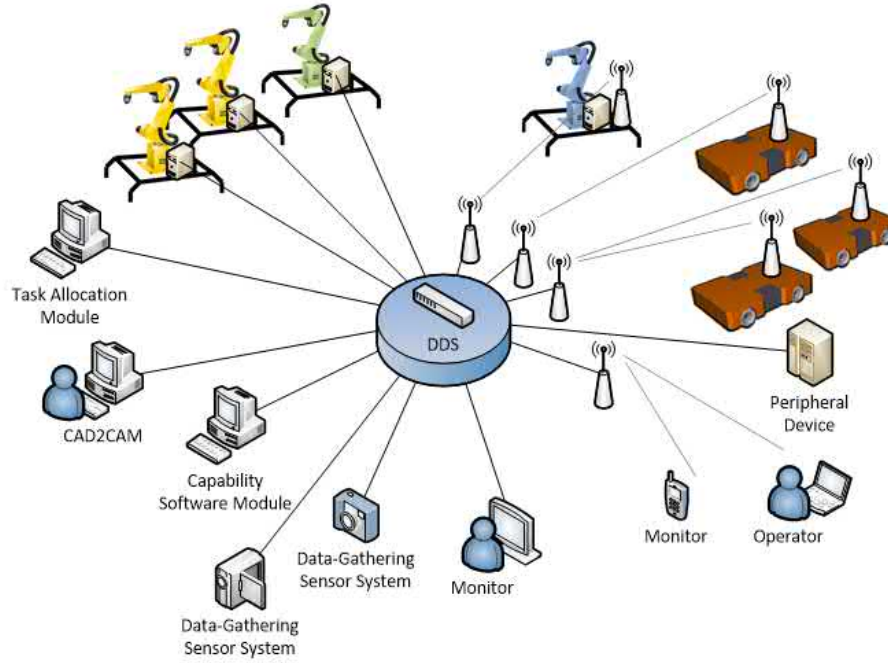 Task Allocation
Module
DDS
CAD2CAM
Peripheral
Device
Capability
Software Module
Monitor
Operator
Data-Gathering
Sensor System
Monitor
Data-Gathering
Sensor System